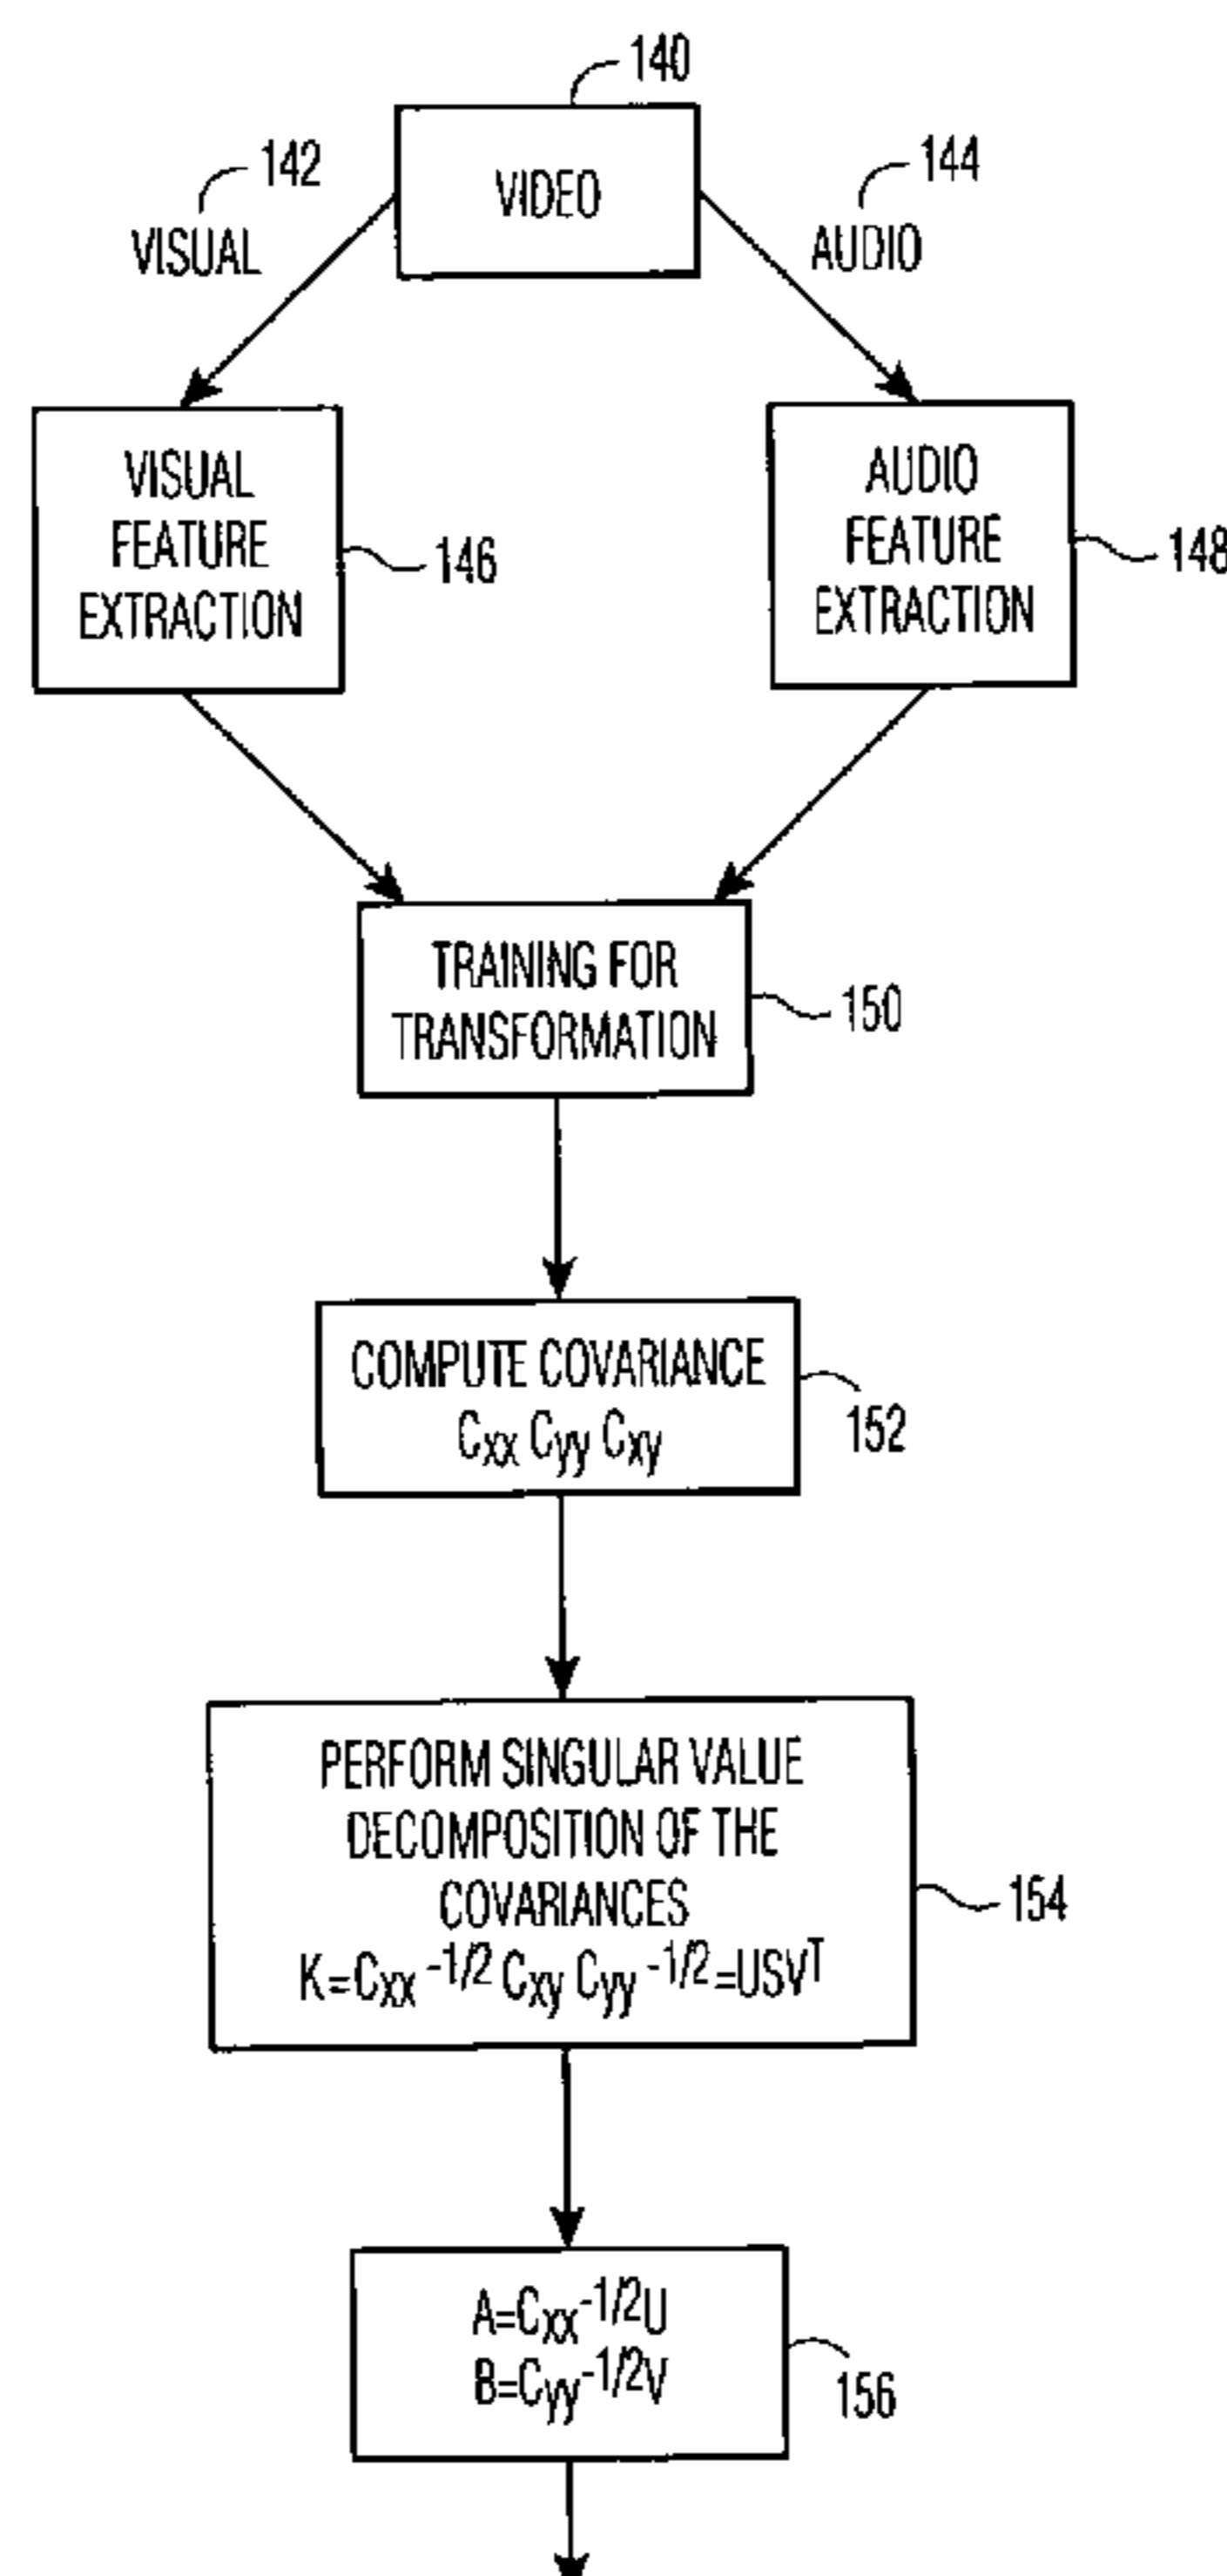 140
VIDEO
142
VISUAL
144
AUDIO
VISUAL
FEATURE
EXTRACTION
146
AUDIO
FEATURE
EXTRACTION
148
TRAINING FOR
TRANSFORMATION
150
COMPUTE COVARIANCE
Cxx Cyy Cxy
152
PERFORM SINGULAR VALUE
DECOMPOSITION OF THE
COVARIANCES
K=Cxx -1/2 Cxy Cyy -1/2=USVT
154
A=Cxx-1/2U
B=Cyy-1/2V
156